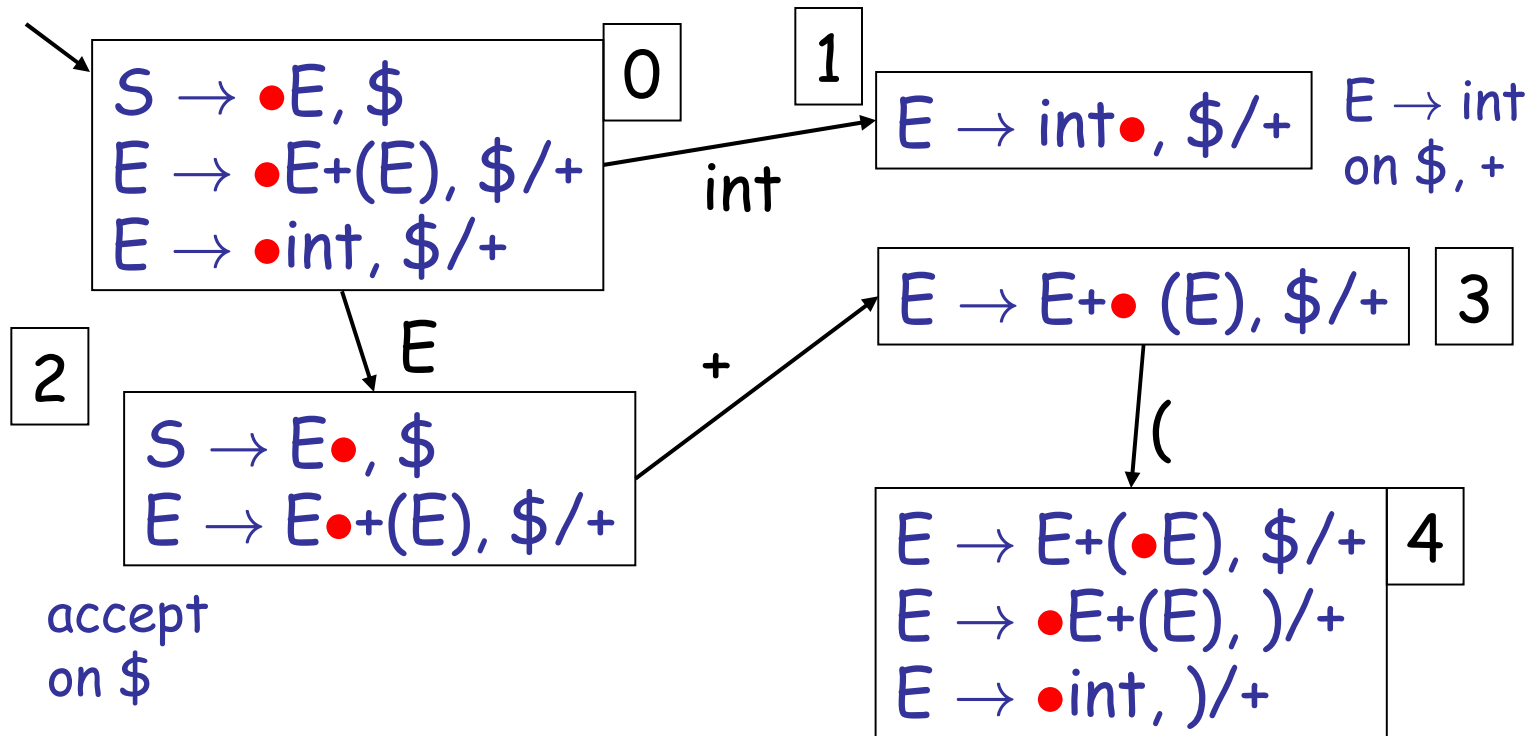 0
S → •E, $
E → •E+(E), $/+
E → •int, $/+
int
1
E → int•, $/+
E → int
on $, +
E
2
S → E•, $
E → E•+(E), $/+
accept
on $
+
E → E+• (E), $/+
3
(
E → E+(•E), $/+
E → •E+(E), )/+
E → •int, )/+
4